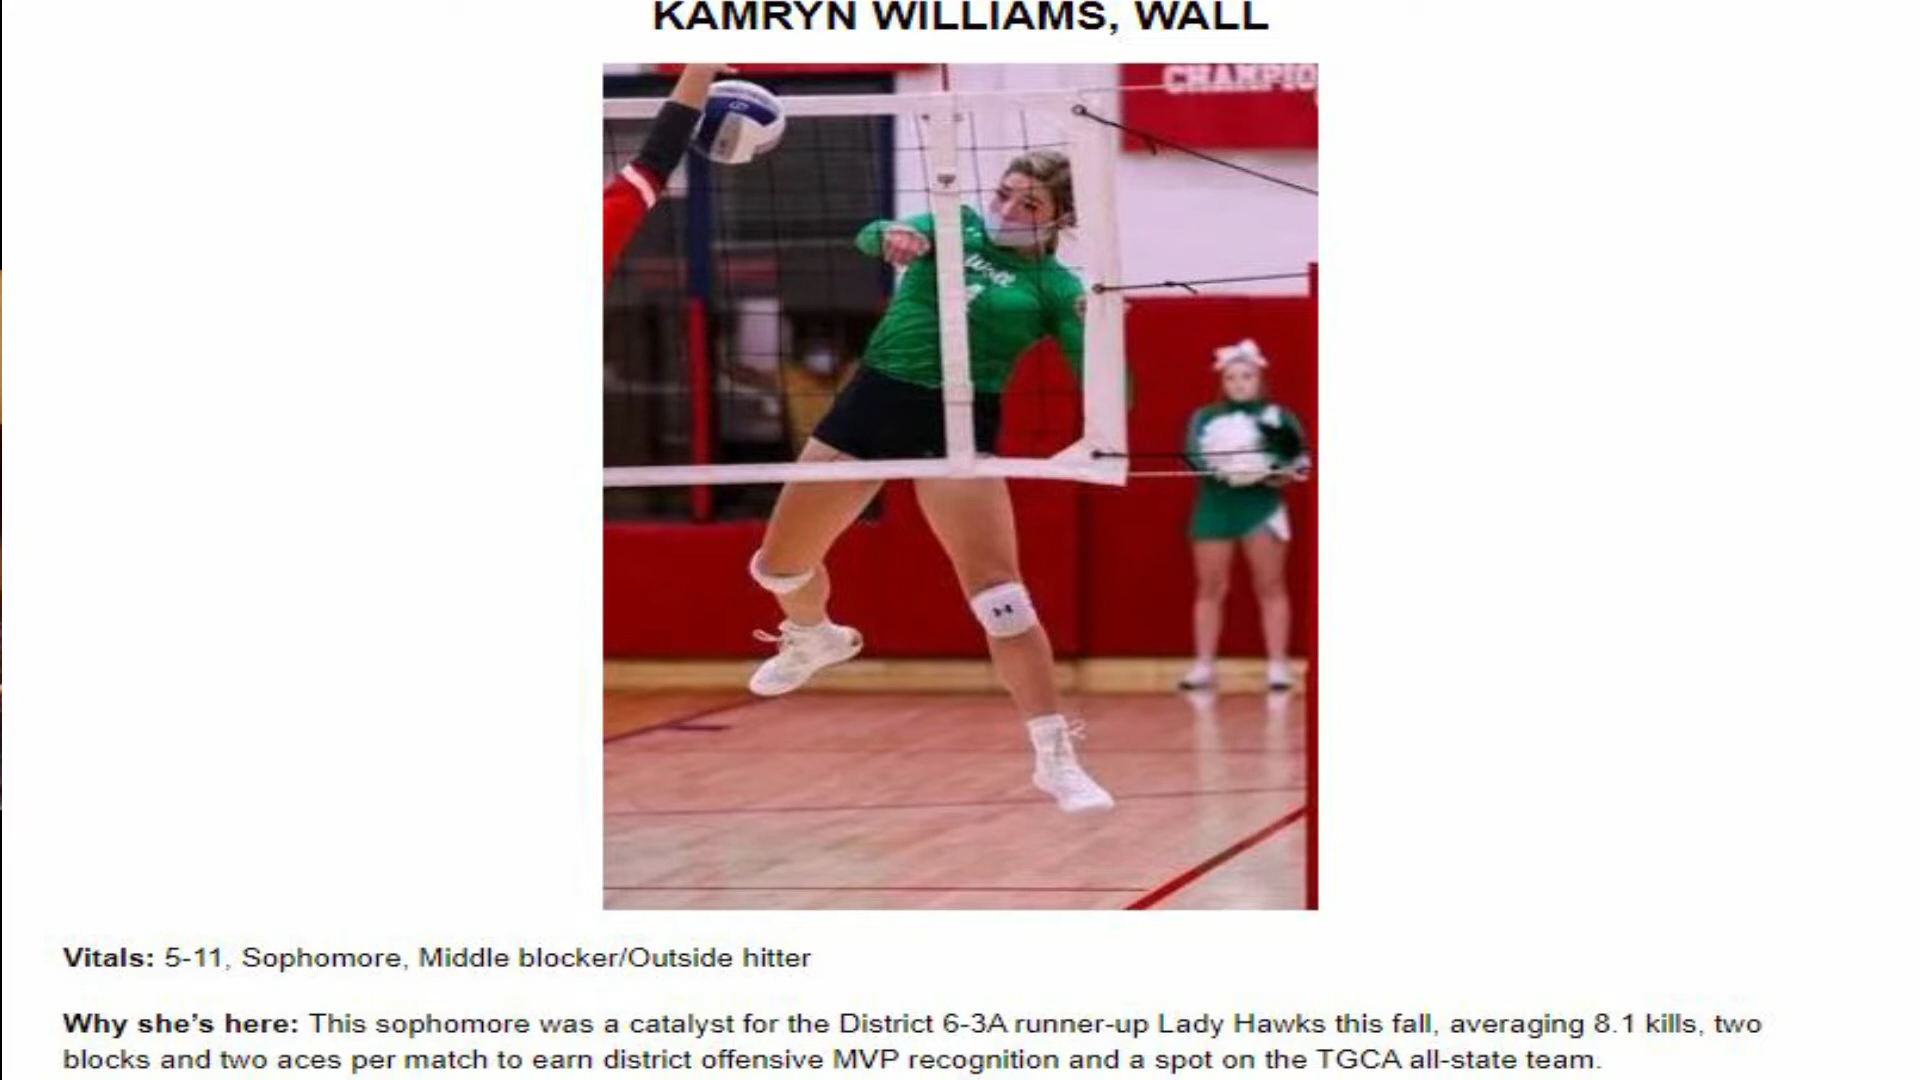 KAMRYN WILLIAMS, WALL
CHAMPIO
Wall
Vitals: 5-11, Sophomore, Middle blocker/Outside hitter
Why she's here: This sophomore was a catalyst for the District 6-3A runner-up Lady Hawks this fall, averaging 8.1 kills, two
blocks and two aces per match to earn district offensive MVP recognition and a spot on the TGCA all-state team.